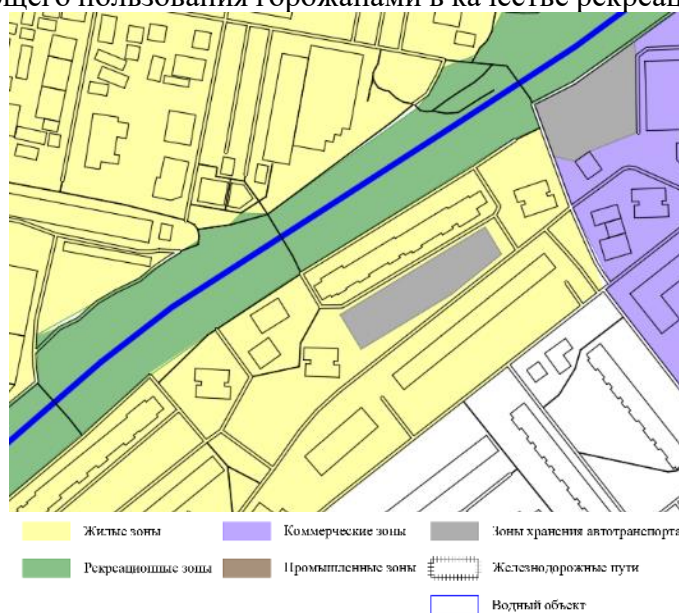 щего пользования горожанами в качестве рекреац
Жилые зоны
Коммерческие зоны
Зоны хранения автотранспорта
Рекреационные зоны
Промышленные зоны
Железнодорожные пути
Водный объект